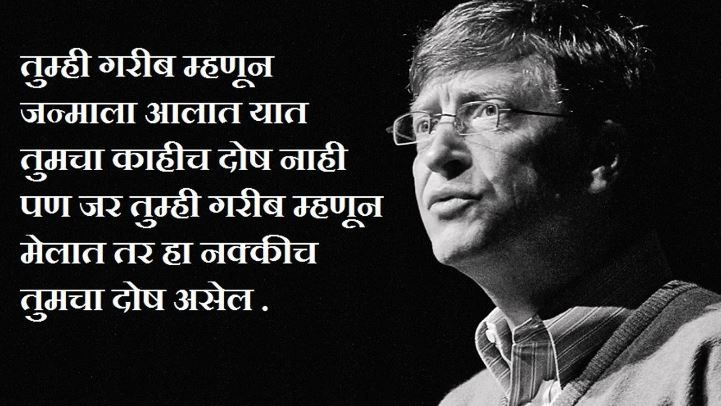 तुम्ही गरीब म्हणून
जन्माला आलात यात
तुमचा काहीच दोष नाही
पण जर तुम्ही गरीब म्हणून
मेलात तर हा नक्कीच
तुमचा दोष असेल .